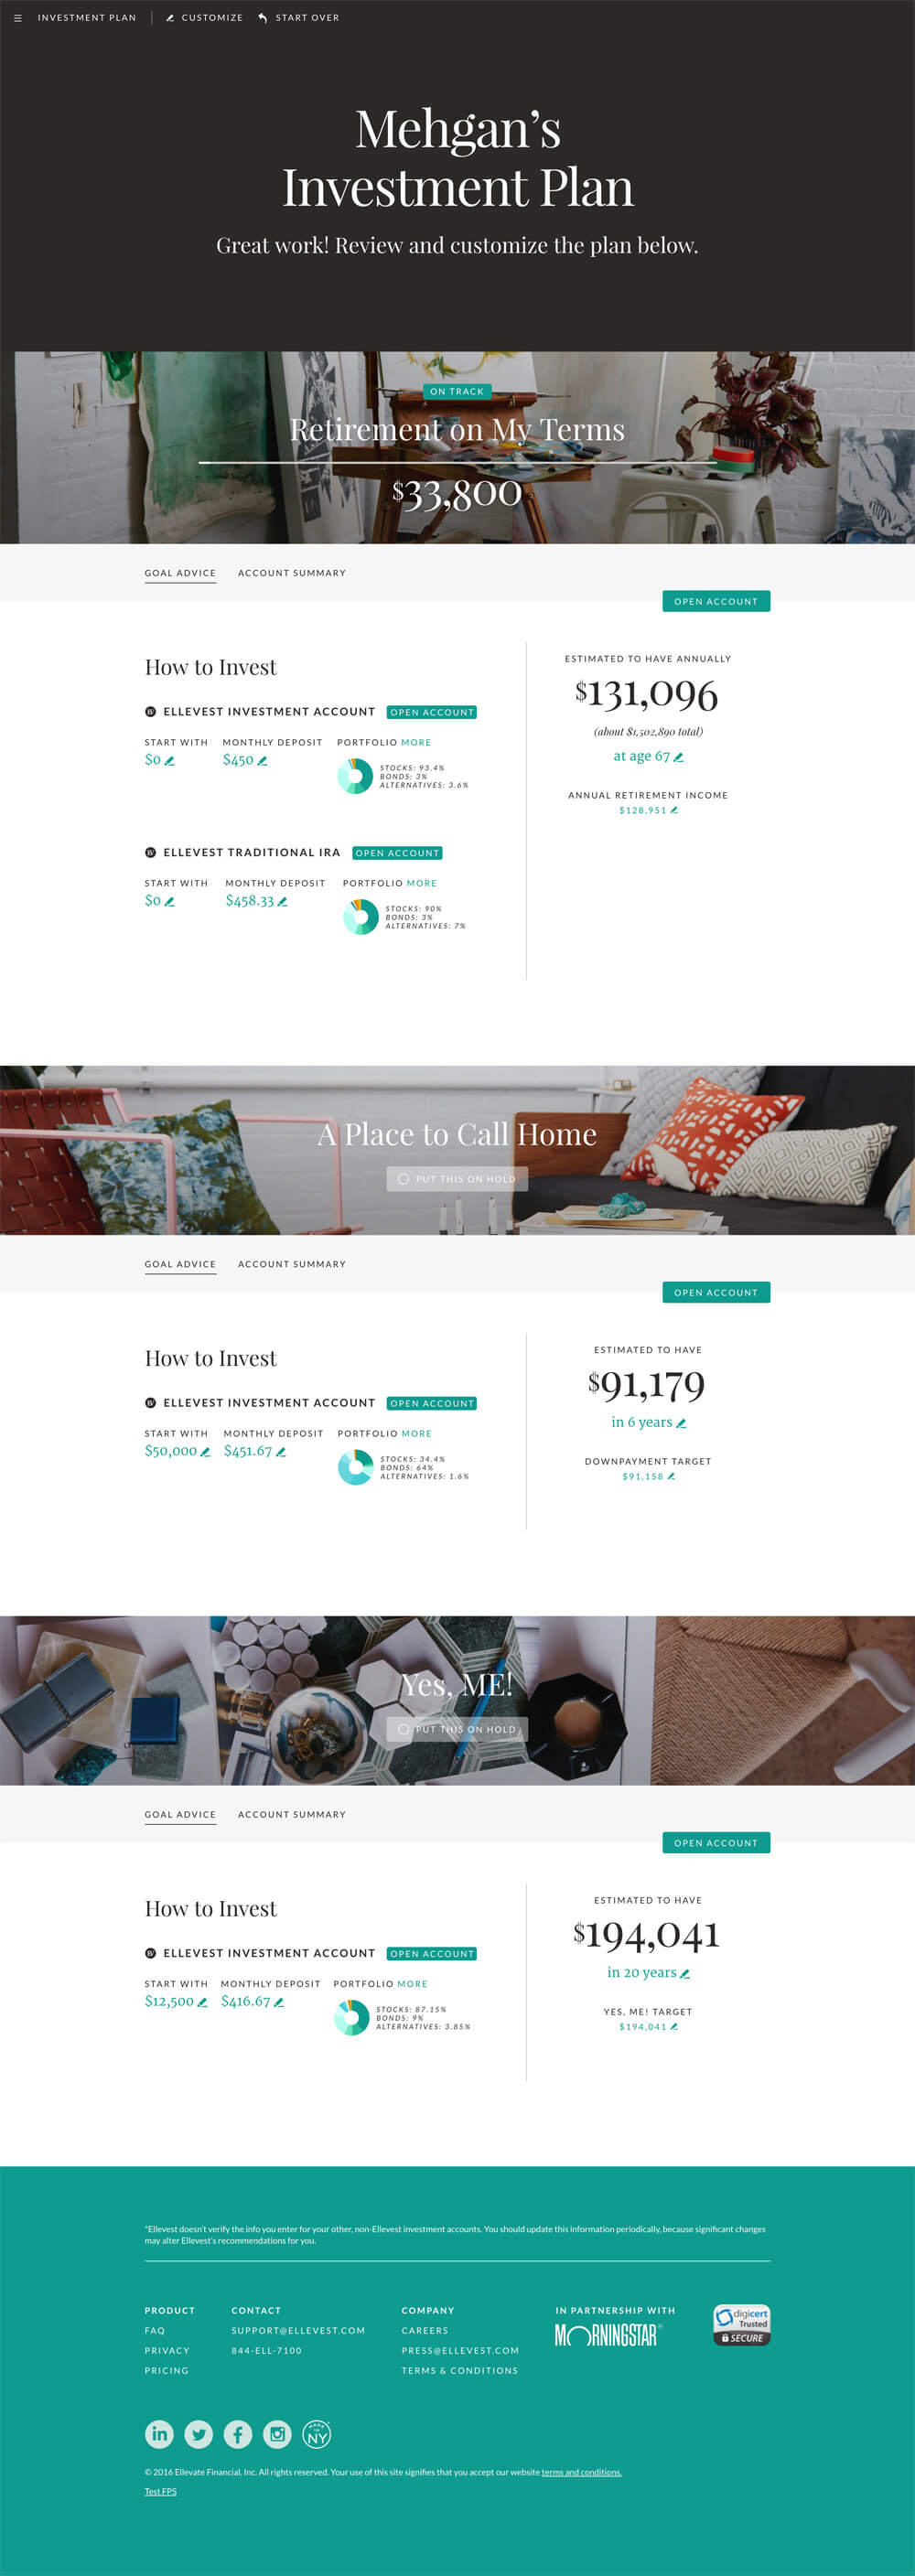 INVESTMENT PLAN
CUSTOMIZE
START OVER
Mehgan’s
Investment Plan
Great work! Review and customize the plan below.
ON TRACK
Retirement on My Terms
$33,800
GOAL ADVICE
ACCOUNT SUMMARY
OPEN ACCOUNT
How to Invest
ELLEVEST INVESTMENT ACCOUNT
OPEN ACCOUNT
START WITH
MONTHLY DEPOSIT
PORTFOLIO MORE
$0
$450
STOCKS: 93.4%
BONDS: 3%
ALTERNATIVES: 3.6%
ELLEVEST TRADITIONAL IRA
OPEN ACCOUNT
START WITH
MONTHLY DEPOSIT
PORTFOLIO MORE
$0
$458.33
STOCKS: 90%
BONDS: 3%
ALTERNATIVES: 7%
ESTIMATED TO HAVE ANNUALLY
$131,096
(about $1,502,890 total)
at age 67
ANNUAL RETIREMENT INCOME
$128,951
A Place to Call Home
PUT THIS ON HOLD
GOAL ADVICE
ACCOUNT SUMMARY
OPEN ACCOUNT
How to Invest
ELLEVEST INVESTMENT ACCOUNT
OPEN ACCOUNT
START WITH
MONTHLY DEPOSIT
PORTFOLIO MORE
$50,000
$451.67
STOCKS: 34.4%
BONDS: 64%
ALTERNATIVES: 1.6%
ESTIMATED TO HAVE
$91,179
in 6 years
DOWNPAYMENT TARGET
$91,158
Yes, ME!
PUT THIS ON HOLD
GOAL ADVICE
ACCOUNT SUMMARY
OPEN ACCOUNT
How to Invest
ELLEVEST INVESTMENT ACCOUNT
OPEN ACCOUNT
START WITH
MONTHLY DEPOSIT
PORTFOLIO MORE
$12,500
$416.67
STOCKS: 87.15%
BONDS: 9%
ALTERNATIVES: 3.85%
ESTIMATED TO HAVE
$194,041
in 20 years
YES, ME! TARGET
$194,041
*Ellevest doesn't verify the info you enter for your other, non-Ellevest investment accounts. You should update this information periodically, because significant changes
may alter Ellevest's recommendations for you.
PRODUCT
FAQ
PRIVACY
PRICING
CONTACT
SUPPORT@ELLEVEST.COM
844-ELL-7100
COMPANY
CAREERS
PRESS@ELLEVEST.COM
TERMS & CONDITIONS
IN PARTNERSHIP WITH
MORNINGSTAR®
digicert
Trusted
SECURE
in
MADE
IN
NY
© 2016 Ellevate Financial, Inc. All rights reserved. Your use of this site signifies that you accept our website terms and conditions.
Test FPS